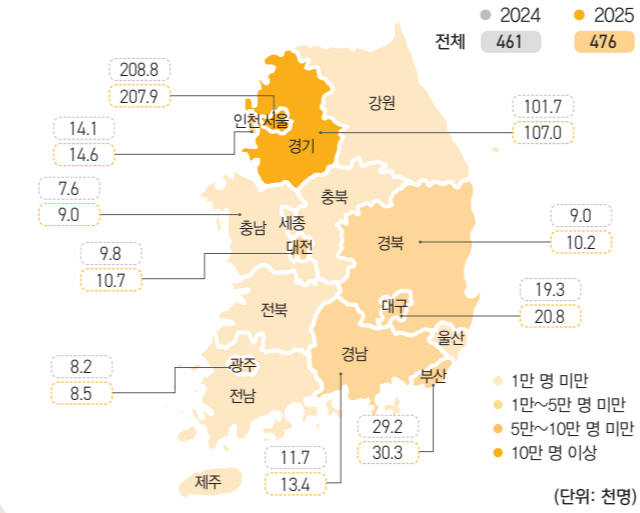 2024 2025
전체 461 476
208.8
207.9
강원
101.7
107.0
인천 서울
경기
14.1
14.6
충북
7.6
9.0
충남
세종
대전
경북
9.0
10.2
9.8
10.7
19.3
20.8
전북
대구
울산
경남
부산
8.2
8.5
광주
전남
1만 명 미만
1만~5만 명 미만
5만~10만 명 미만
10만 명 이상
29.2
30.3
11.7
13.4
제주
(단위: 천명)